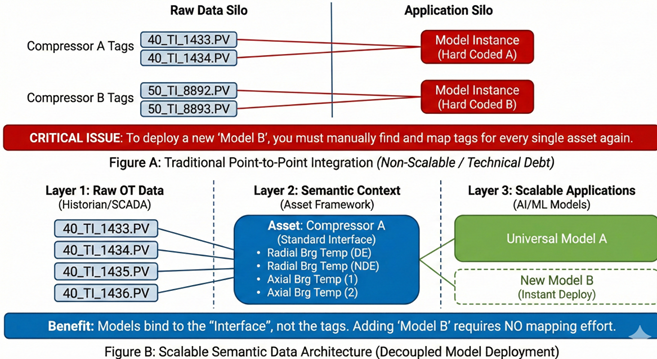 Raw Data Silo
Application Silo
Compressor A Tags
40_TI_1433.PV
40_TI_1434.PV
Model Instance
(Hard Coded A)
Compressor B Tags
50_TI_8892.PV
50_TI_8893.PV
Model Instance
(Hard Coded B)
CRITICAL ISSUE: To deploy a new ‘Model B’, you must manually find and map tags for every single asset again.
Figure A: Traditional Point-to-Point Integration (Non-Scalable / Technical Debt)
Layer 1: Raw OT Data
(Historian/SCADA)
Layer 2: Semantic Context
(Asset Framework)
Layer 3: Scalable Applications
(AI/ML Models)
40_TI_1433.PV
40_TI_1434.PV
40_TI_1435.PV
40_TI_1436.PV
Asset: Compressor A
(Standard Interface)
• Radial Brg Temp (DE)
• Radial Brg Temp (NDE)
• Axial Brg Temp (1)
• Axial Brg Temp (2)
Universal Model A
New Model B
(Instant Deploy)
Benefit: Models bind to the “Interface”, not the tags. Adding ‘Model B’ requires NO mapping effort.
Figure B: Scalable Semantic Data Architecture (Decoupled Model Deployment)